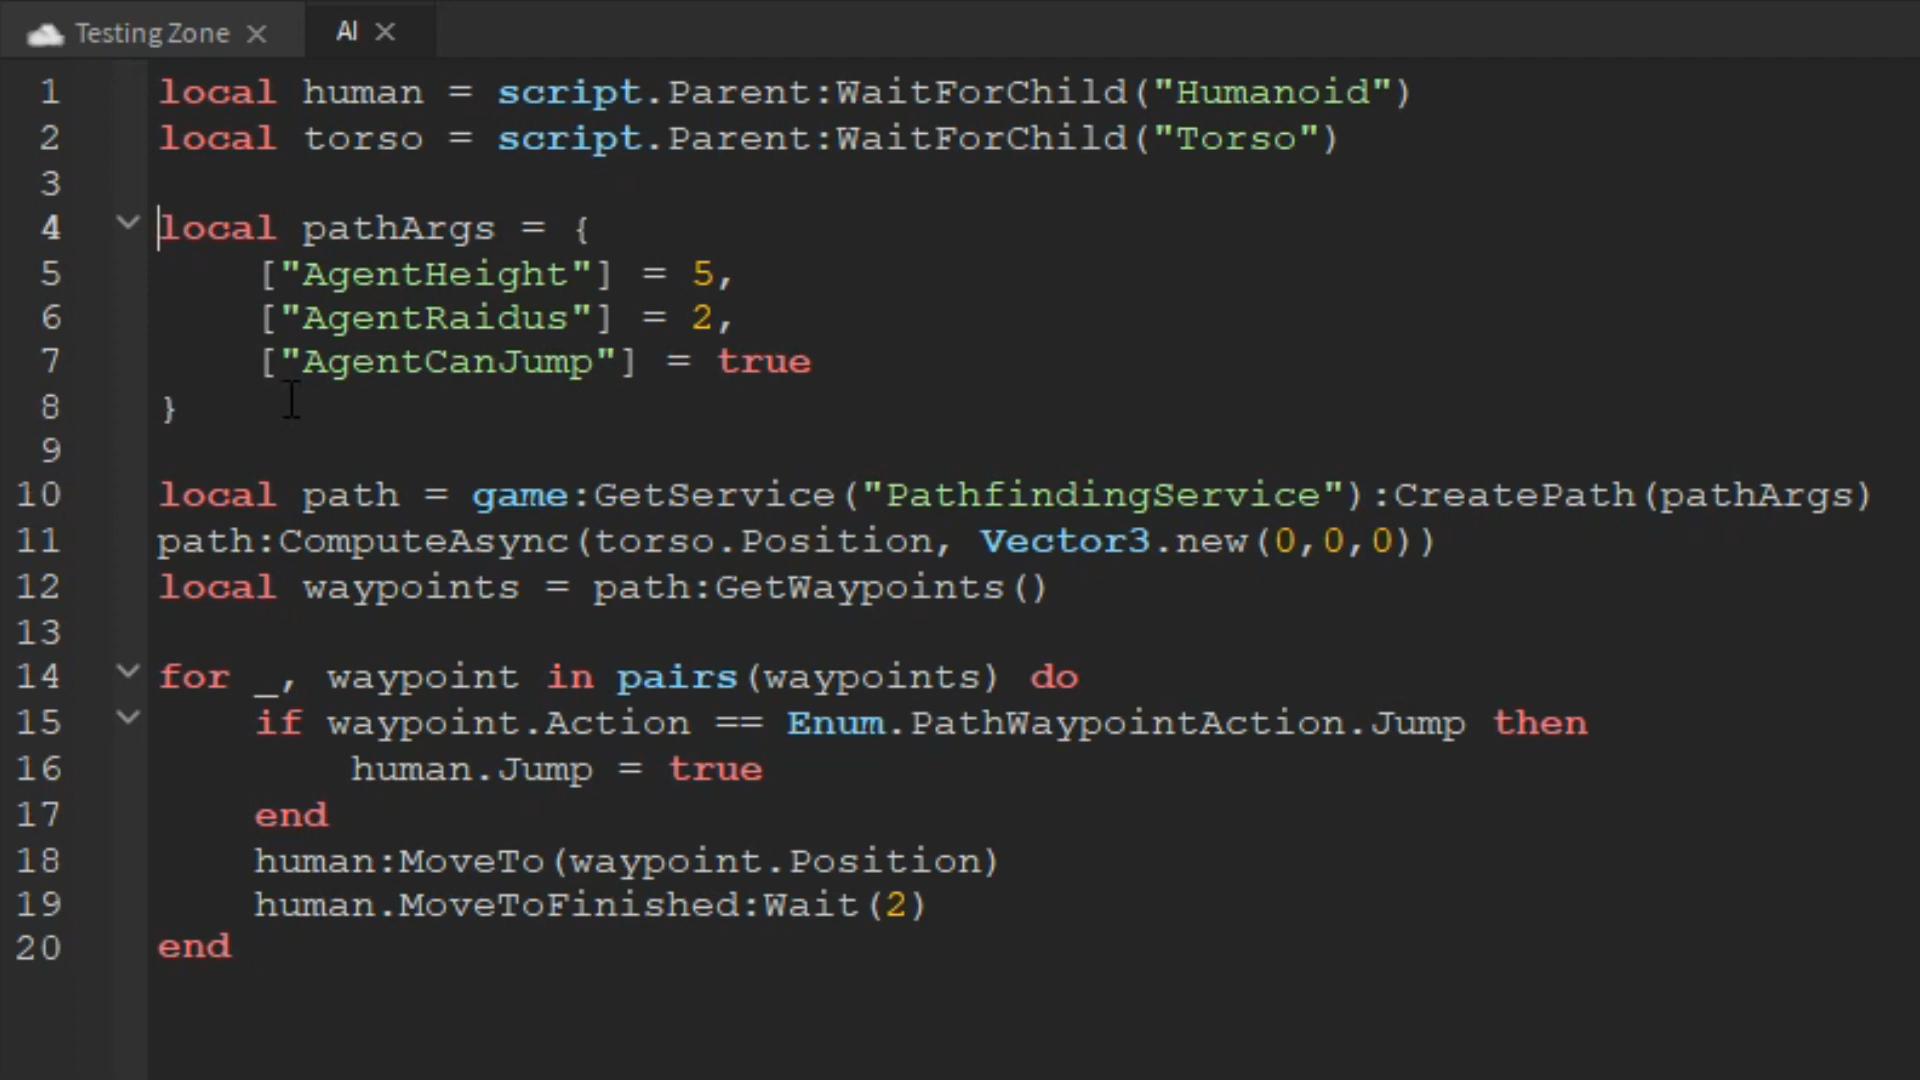 Testing Zone AI
1 local human = script.Parent:WaitForChild("Humanoid")
2 local torso = script.Parent:WaitForChild("Torso")
3
4 local pathArgs = {
5     ["AgentHeight"] = 5,
6     ["AgentRaidus"] = 2,
7     ["AgentCanJump"] = true
8 }
9
10 local path = game:GetService("PathfindingService"):CreatePath(pathArgs)
11 path:ComputeAsync(torso.Position, Vector3.new(0,0,0))
12 local waypoints = path:GetWaypoints()
13
14 for _, waypoint in pairs(waypoints) do
15     if waypoint.Action == Enum.PathWaypointAction.Jump then
16         human.Jump = true
17     end
18     human:MoveTo(waypoint.Position)
19     human.MoveToFinished:Wait(2)
20 end